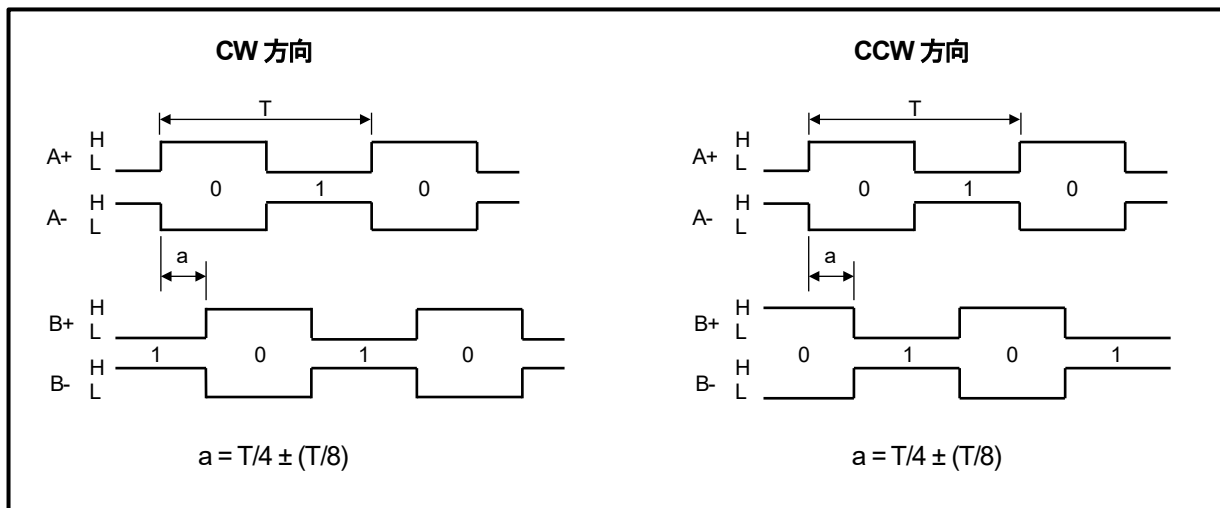 CW 方向
T
A+ H
L
0 1 0
A- H
L
a
B+ H
L
1 0 1 0
B- H
L
a = T/4 ± (T/8)
CCW 方向
T
A+ H
L
0 1 0
A- H
L
a
B+ H
L
0 1 0 1
B- H
L
a = T/4 ± (T/8)